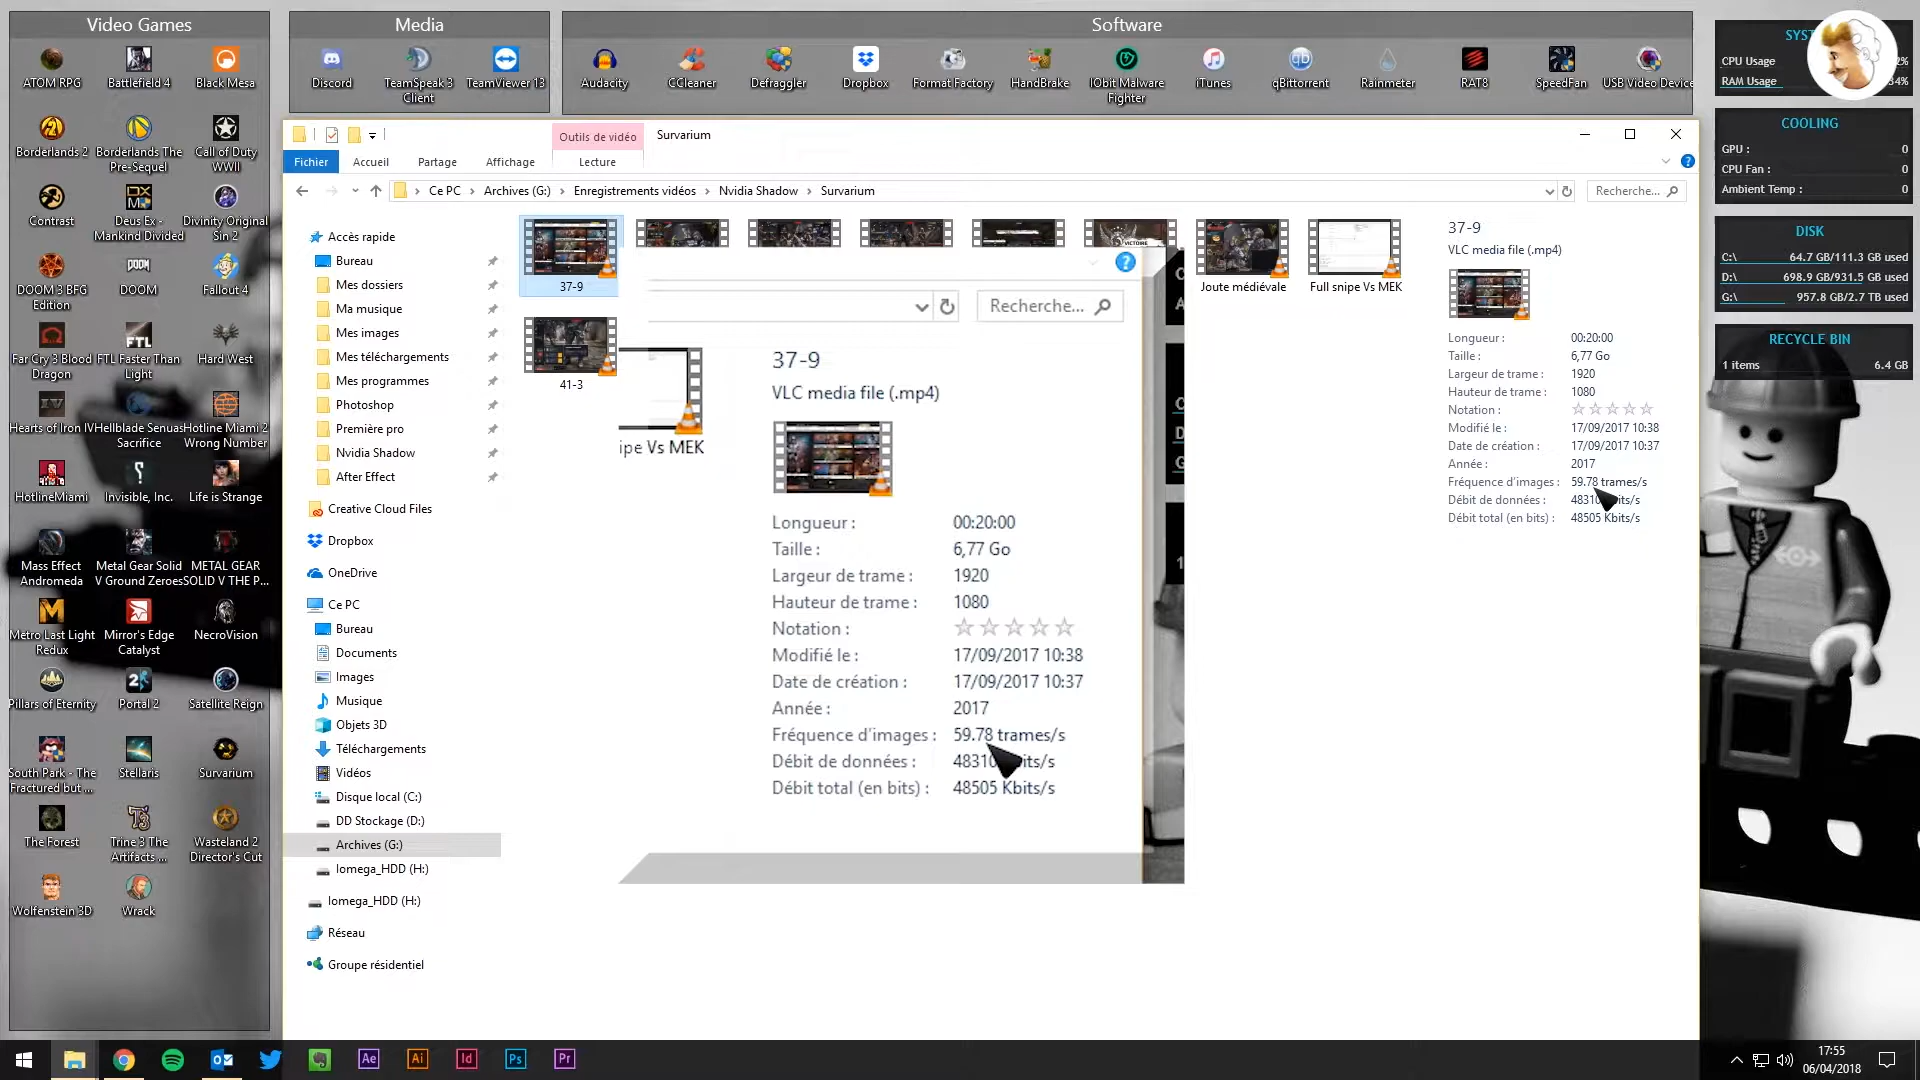 Video Games
Media
Software
ATOM RPG
Battlefield 4
Black Mesa
Discord
TeamSpeak 3
Client
TeamViewer 13
Audacity
CCleaner
Defraggler
Dropbox
Format Factory
HandBrake
IObit Malware
Fighter
iTunes
qBittorrent
Rainmeter
RAT8
SpeedFan
USB Video Device
Borderlands 2
Borderlands The
Pre-Sequel
Call of Duty
WWII
Contrast
Deus Ex -
Mankind Divided
Divinity Original
Sin 2
DOOM 3 BFG
Edition
DOOM
Fallout 4
Far Cry 3 Blood
Dragon
FTL Faster Than
Light
Hard West
Hearts of Iron IV
Hellblade Senuas
Sacrifice
Hotline Miami 2
Wrong Number
HotlineMiami
Invisible, Inc.
Life is Strange
Mass Effect
Andromeda
Metal Gear Solid
V Ground Zeroes
METAL GEAR
SOLID V THE P...
Metro Last Light
Redux
Mirror's Edge
Catalyst
NecroVision
Pillars of Eternity
Portal 2
Satellite Reign
South Park - The
Fractured but ...
Stellaris
Survarium
The Forest
Trine 3 The
Artifacts ...
Wasteland 2
Director's Cut
Wolfenstein 3D
Wrack
Outils de vidéo
Survarium
Fichier
Accueil
Partage
Affichage
Lecture
Ce PC > Archives (G:) > Enregistrements vidéos > Nvidia Shadow > Survarium
Recherche...
Accès rapide
Bureau
Mes dossiers
Ma musique
Mes images
Mes téléchargements
Mes programmes
Photoshop
Première pro
Nvidia Shadow
After Effect
Creative Cloud Files
Dropbox
OneDrive
Ce PC
Bureau
Documents
Images
Musique
Objets 3D
Téléchargements
Vidéos
Disque local (C:)
DD Stockage (D:)
Archives (G:)
Iomega_HDD (H:)
Iomega_HDD (H:)
Réseau
Groupe résidentiel
37-9
41-3
VICTOIRE
Joute médiévale
Full snipe Vs MEK
Recherche...
ipe Vs MEK
37-9
VLC media file (.mp4)
Longueur : 00:20:00
Taille : 6,77 Go
Largeur de trame : 1920
Hauteur de trame : 1080
Notation :
Modifié le : 17/09/2017 10:38
Date de création : 17/09/2017 10:37
Année : 2017
Fréquence d'images : 59.78 trames/s
Débit de données : 48310 bits/s
Débit total (en bits) : 48505 Kbits/s
37-9
VLC media file (.mp4)
Longueur : 00:20:00
Taille : 6,77 Go
Largeur de trame : 1920
Hauteur de trame : 1080
Notation :
Modifié le : 17/09/2017 10:38
Date de création : 17/09/2017 10:37
Année : 2017
Fréquence d'images : 59.78 trames/s
Débit de données : 48310 its/s
Débit total (en bits) : 48505 Kbits/s
SYST
CPU Usage 2%
RAM Usage 34%
COOLING
GPU : 0
CPU Fan : 0
Ambient Temp : 0
DISK
C:\ 64.7 GB/111.3 GB used
D:\ 698.9 GB/931.5 GB used
G:\ 957.8 GB/2.7 TB used
RECYCLE BIN
1 items 6.4 GB
Ae
Ai
Id
Ps
Pr
17:55
06/04/2018